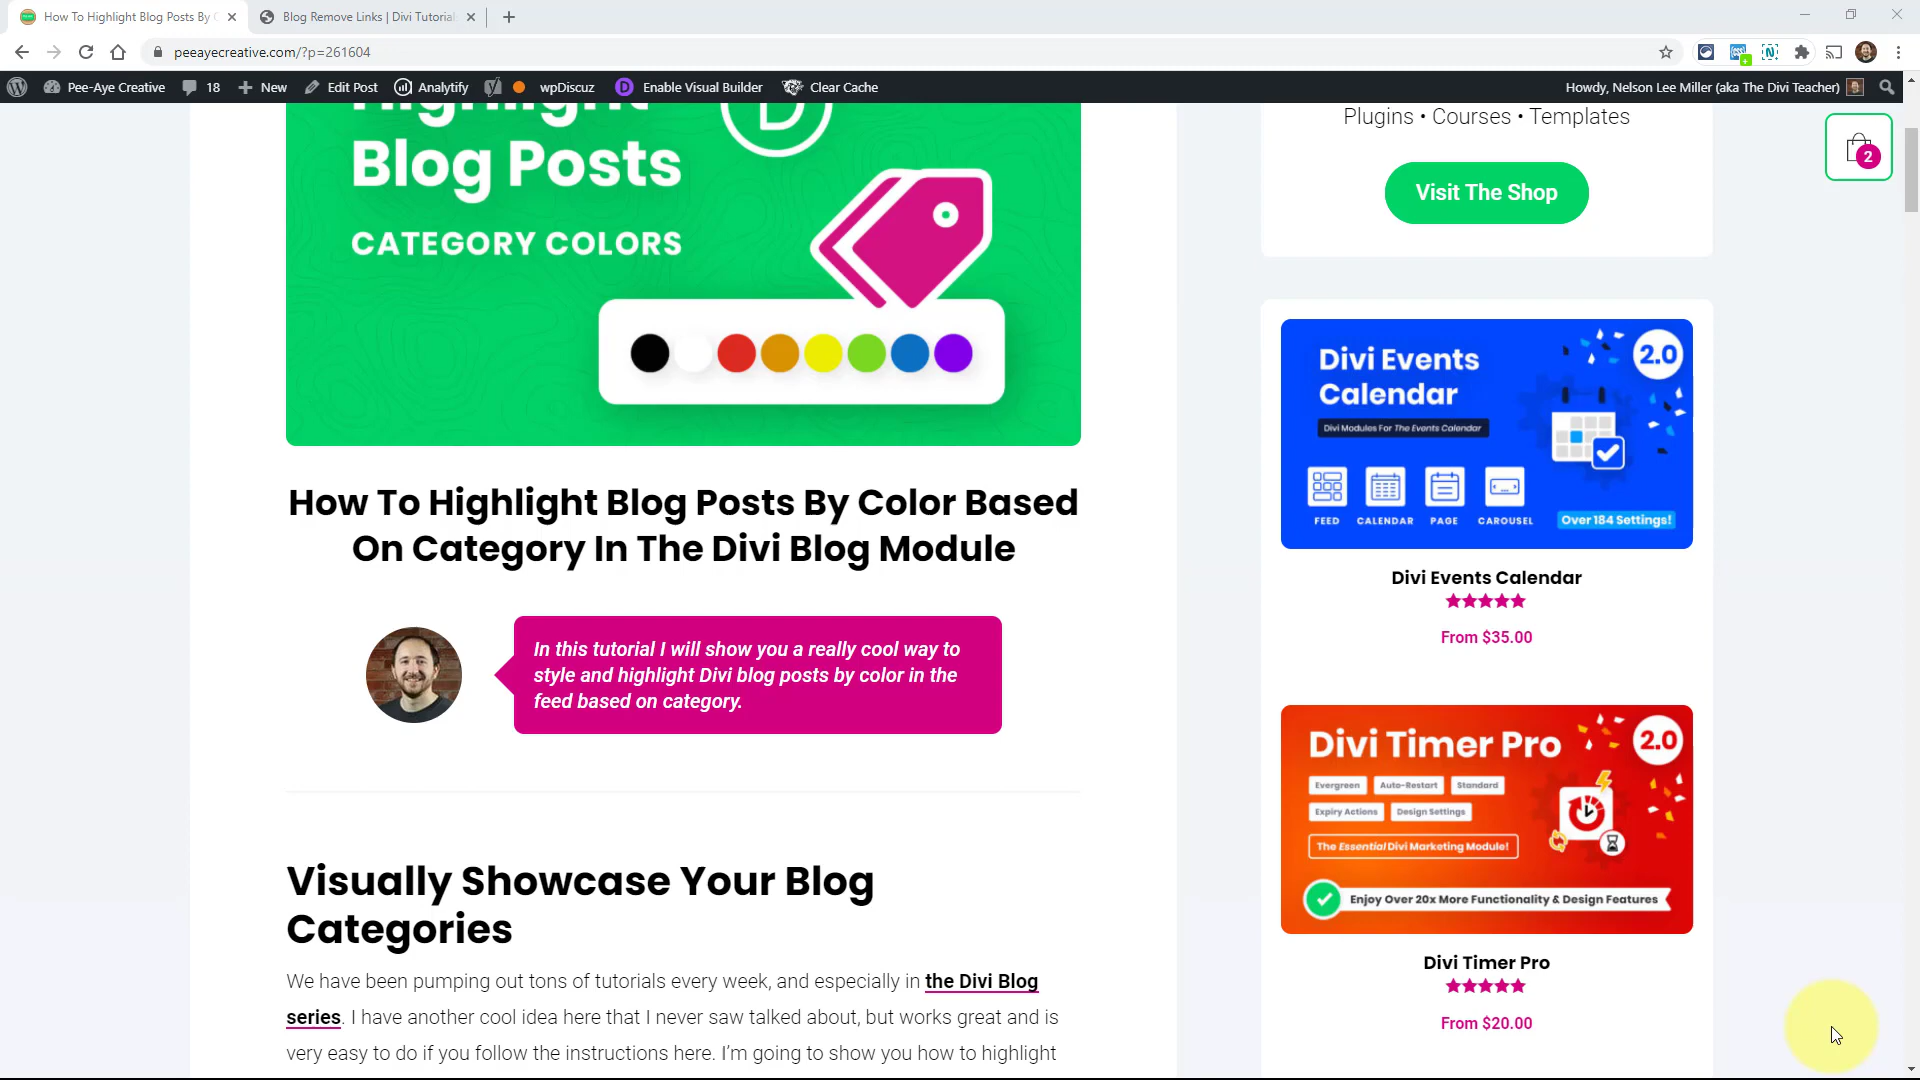 How To Highlight Blog Posts By C
Blog Remove Links | Divi Tutorial
peeayecreative.com/?p=261604
Pee-Aye Creative
18
New
Edit Post
Analytify
wpDiscuz
Enable Visual Builder
Clear Cache
Howdy, Nelson Lee Miller (aka The Divi Teacher)
Highlight
Blog Posts
CATEGORY COLORS
D
How To Highlight Blog Posts By Color Based
On Category In The Divi Blog Module
In this tutorial I will show you a really cool way to
style and highlight Divi blog posts by color in the
feed based on category.
Visually Showcase Your Blog
Categories
We have been pumping out tons of tutorials every week, and especially in the Divi Blog
series. I have another cool idea here that I never saw talked about, but works great and is
very easy to do if you follow the instructions here. I'm going to show you how to highlight
Plugins • Courses • Templates
Visit The Shop
2
Divi Events
Calendar
2.0
Divi Modules For The Events Calendar
FEED
CALENDAR
PAGE
CAROUSEL
Over 184 Settings!
Divi Events Calendar
From $35.00
Divi Timer Pro
2.0
Evergreen
Auto-Restart
Standard
Expiry Actions
Design Settings
The Essential Divi Marketing Module!
Enjoy Over 20x More Functionality & Design Features
Divi Timer Pro
From $20.00